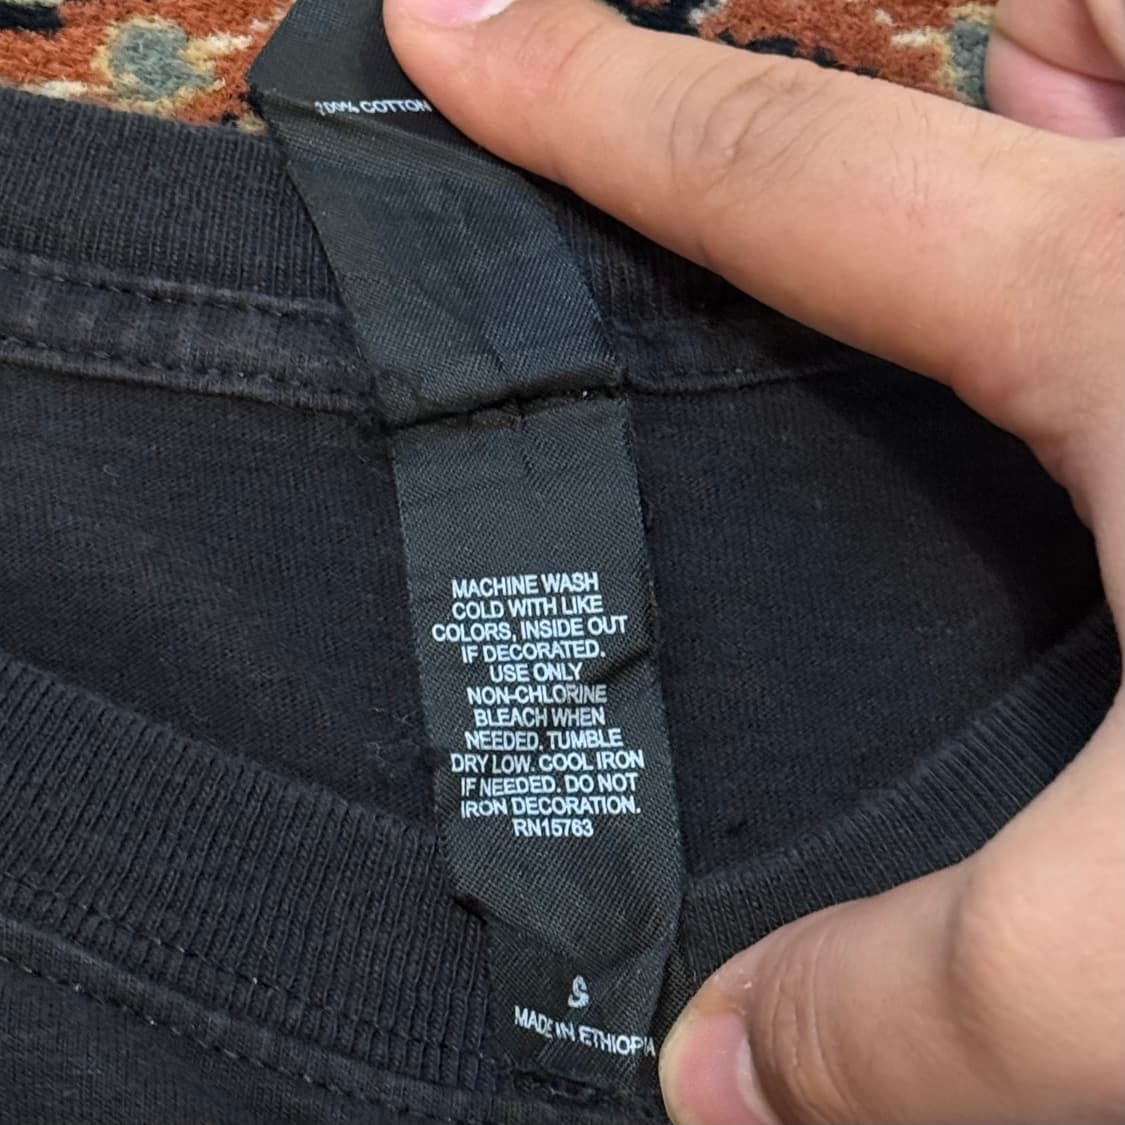 100% COTTON
MACHINE WASH
COLD WITH LIKE
COLORS, INSIDE OUT
IF DECORATED.
USE ONLY
NON-CHLORINE
BLEACH WHEN
NEEDED. TUMBLE
DRY LOW. COOL IRON
IF NEEDED. DO NOT
IRON DECORATION.
RN15763
S
MADE IN ETHIOPIA